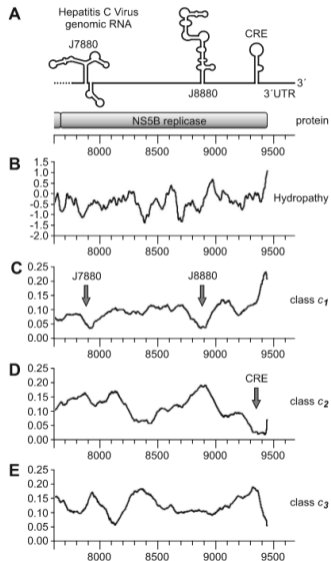 A
Hepatitis C Virus
genomic RNA
J7880
CRE
J8880
3´
3´UTR
NS5B replicase
protein
8000 8500 9000 9500
B
1.5
1.0
0.5
0.0
-0.5
-1.0
-1.5
-2.0
Hydropathy
8000 8500 9000 9500
C
0.25
0.20
0.15
0.10
0.05
0.00
J7880
J8880
class c1
8000 8500 9000 9500
D
0.25
0.20
0.15
0.10
0.05
0.00
CRE
class c2
8000 8500 9000 9500
E
0.25
0.20
0.15
0.10
0.05
0.00
class c3
8000 8500 9000 9500